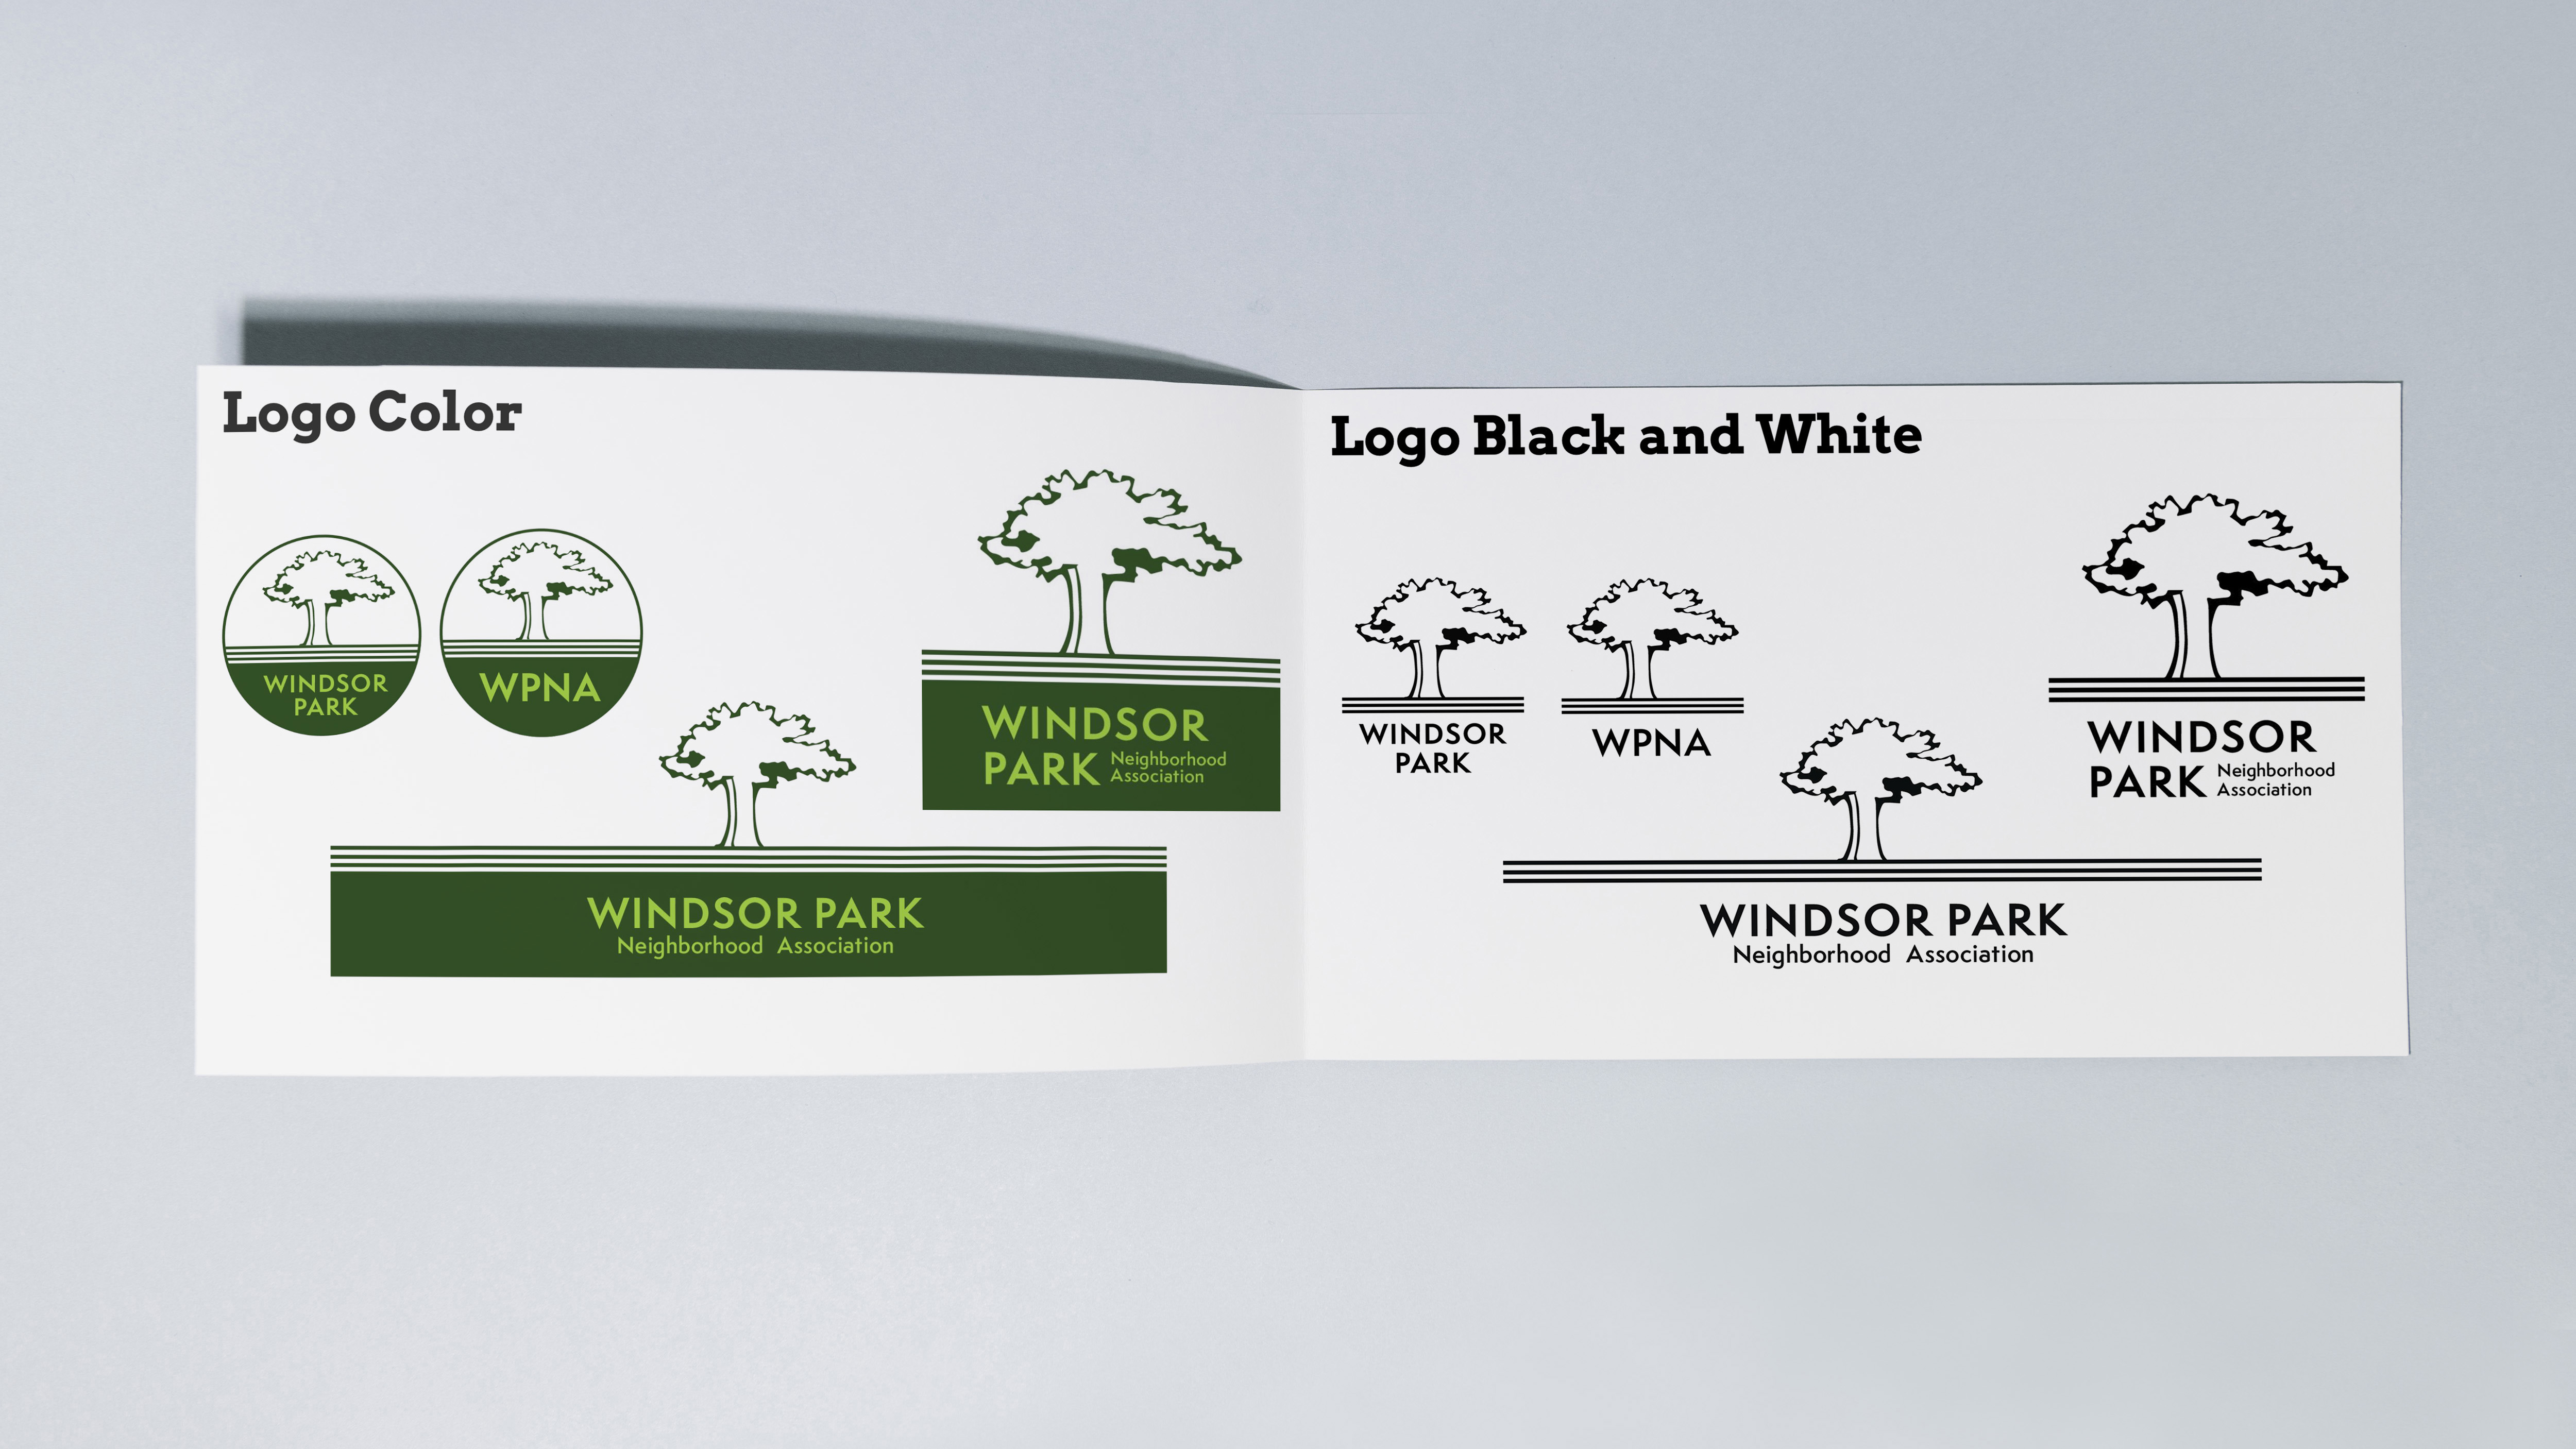 Logo Color
WINDSOR
PARK
WPNA
WINDSOR
PARK Neighborhood
Association
WINDSOR PARK
Neighborhood Association
Logo Black and White
WINDSOR
PARK
WPNA
WINDSOR
PARK Neighborhood
Association
WINDSOR PARK
Neighborhood Association